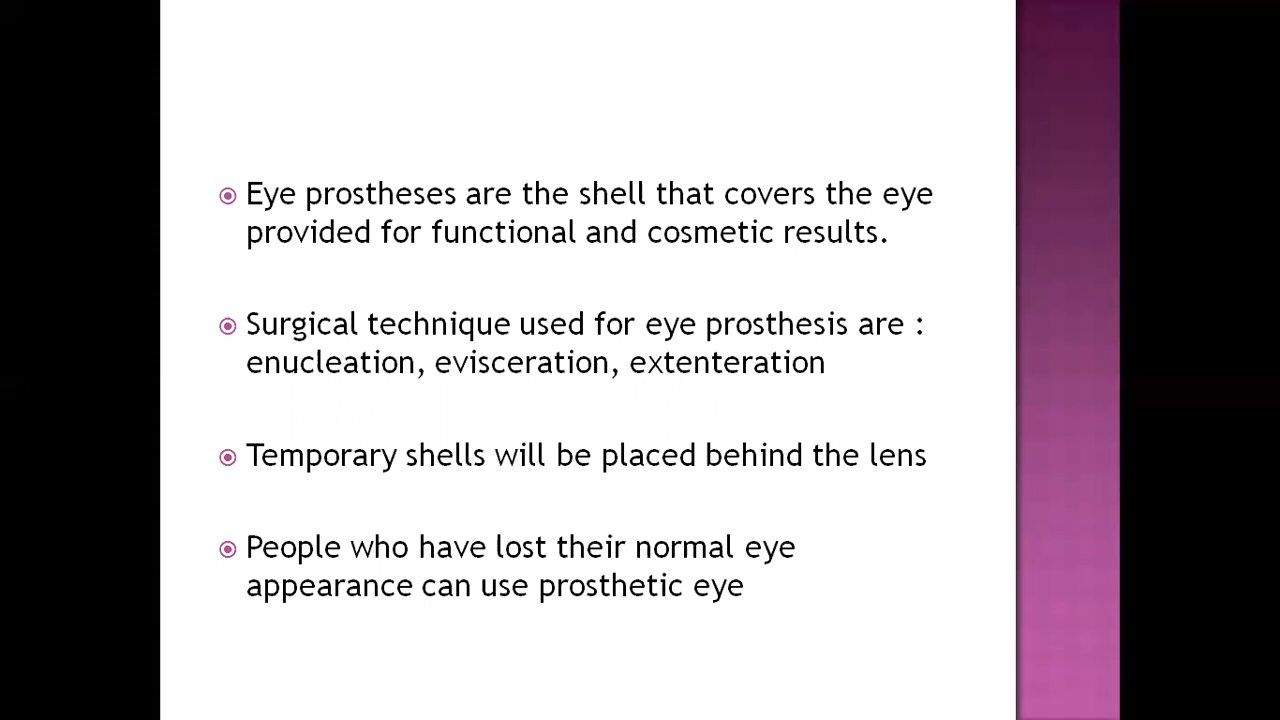 Eye prostheses are the shell that covers the eye
provided for functional and cosmetic results.
Surgical technique used for eye prosthesis are :
enucleation, evisceration, extenteration
Temporary shells will be placed behind the lens
People who have lost their normal eye
appearance can use prosthetic eye